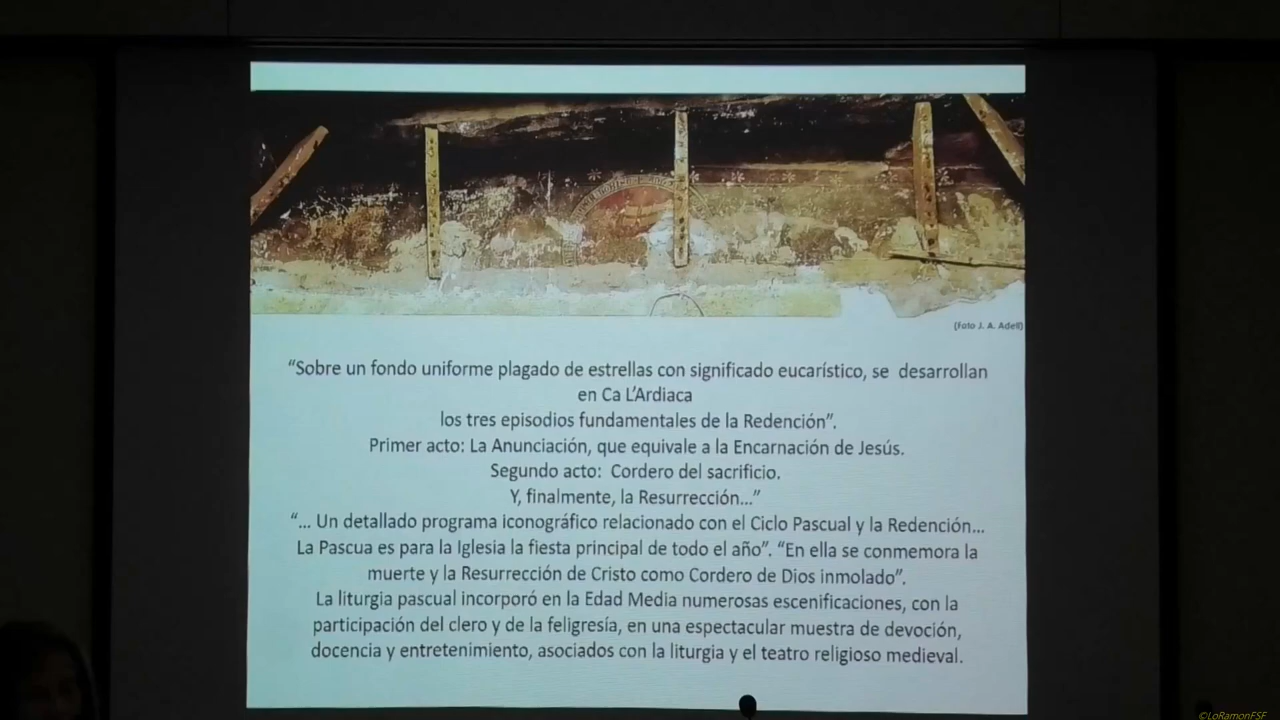 (Foto J. A. Adell)
“Sobre un fondo uniforme plagado de estrellas con significado eucarístico, se desarrollan
en Ca L’Ardiaca
los tres episodios fundamentales de la Redención”.
Primer acto: La Anunciación, que equivale a la Encarnación de Jesús.
Segundo acto: Cordero del sacrificio.
Y, finalmente, la Resurrección...”
“... Un detallado programa iconográfico relacionado con el Ciclo Pascual y la Redención...
La Pascua es para la Iglesia la fiesta principal de todo el año”. “En ella se conmemora la
muerte y la Resurrección de Cristo como Cordero de Dios inmolado”.
La liturgia pascual incorporó en la Edad Media numerosas escenificaciones, con la
participación del clero y de la feligresía, en una espectacular muestra de devoción,
docencia y entretenimiento, asociados con la liturgia y el teatro religioso medieval.
©LoRamonFSF